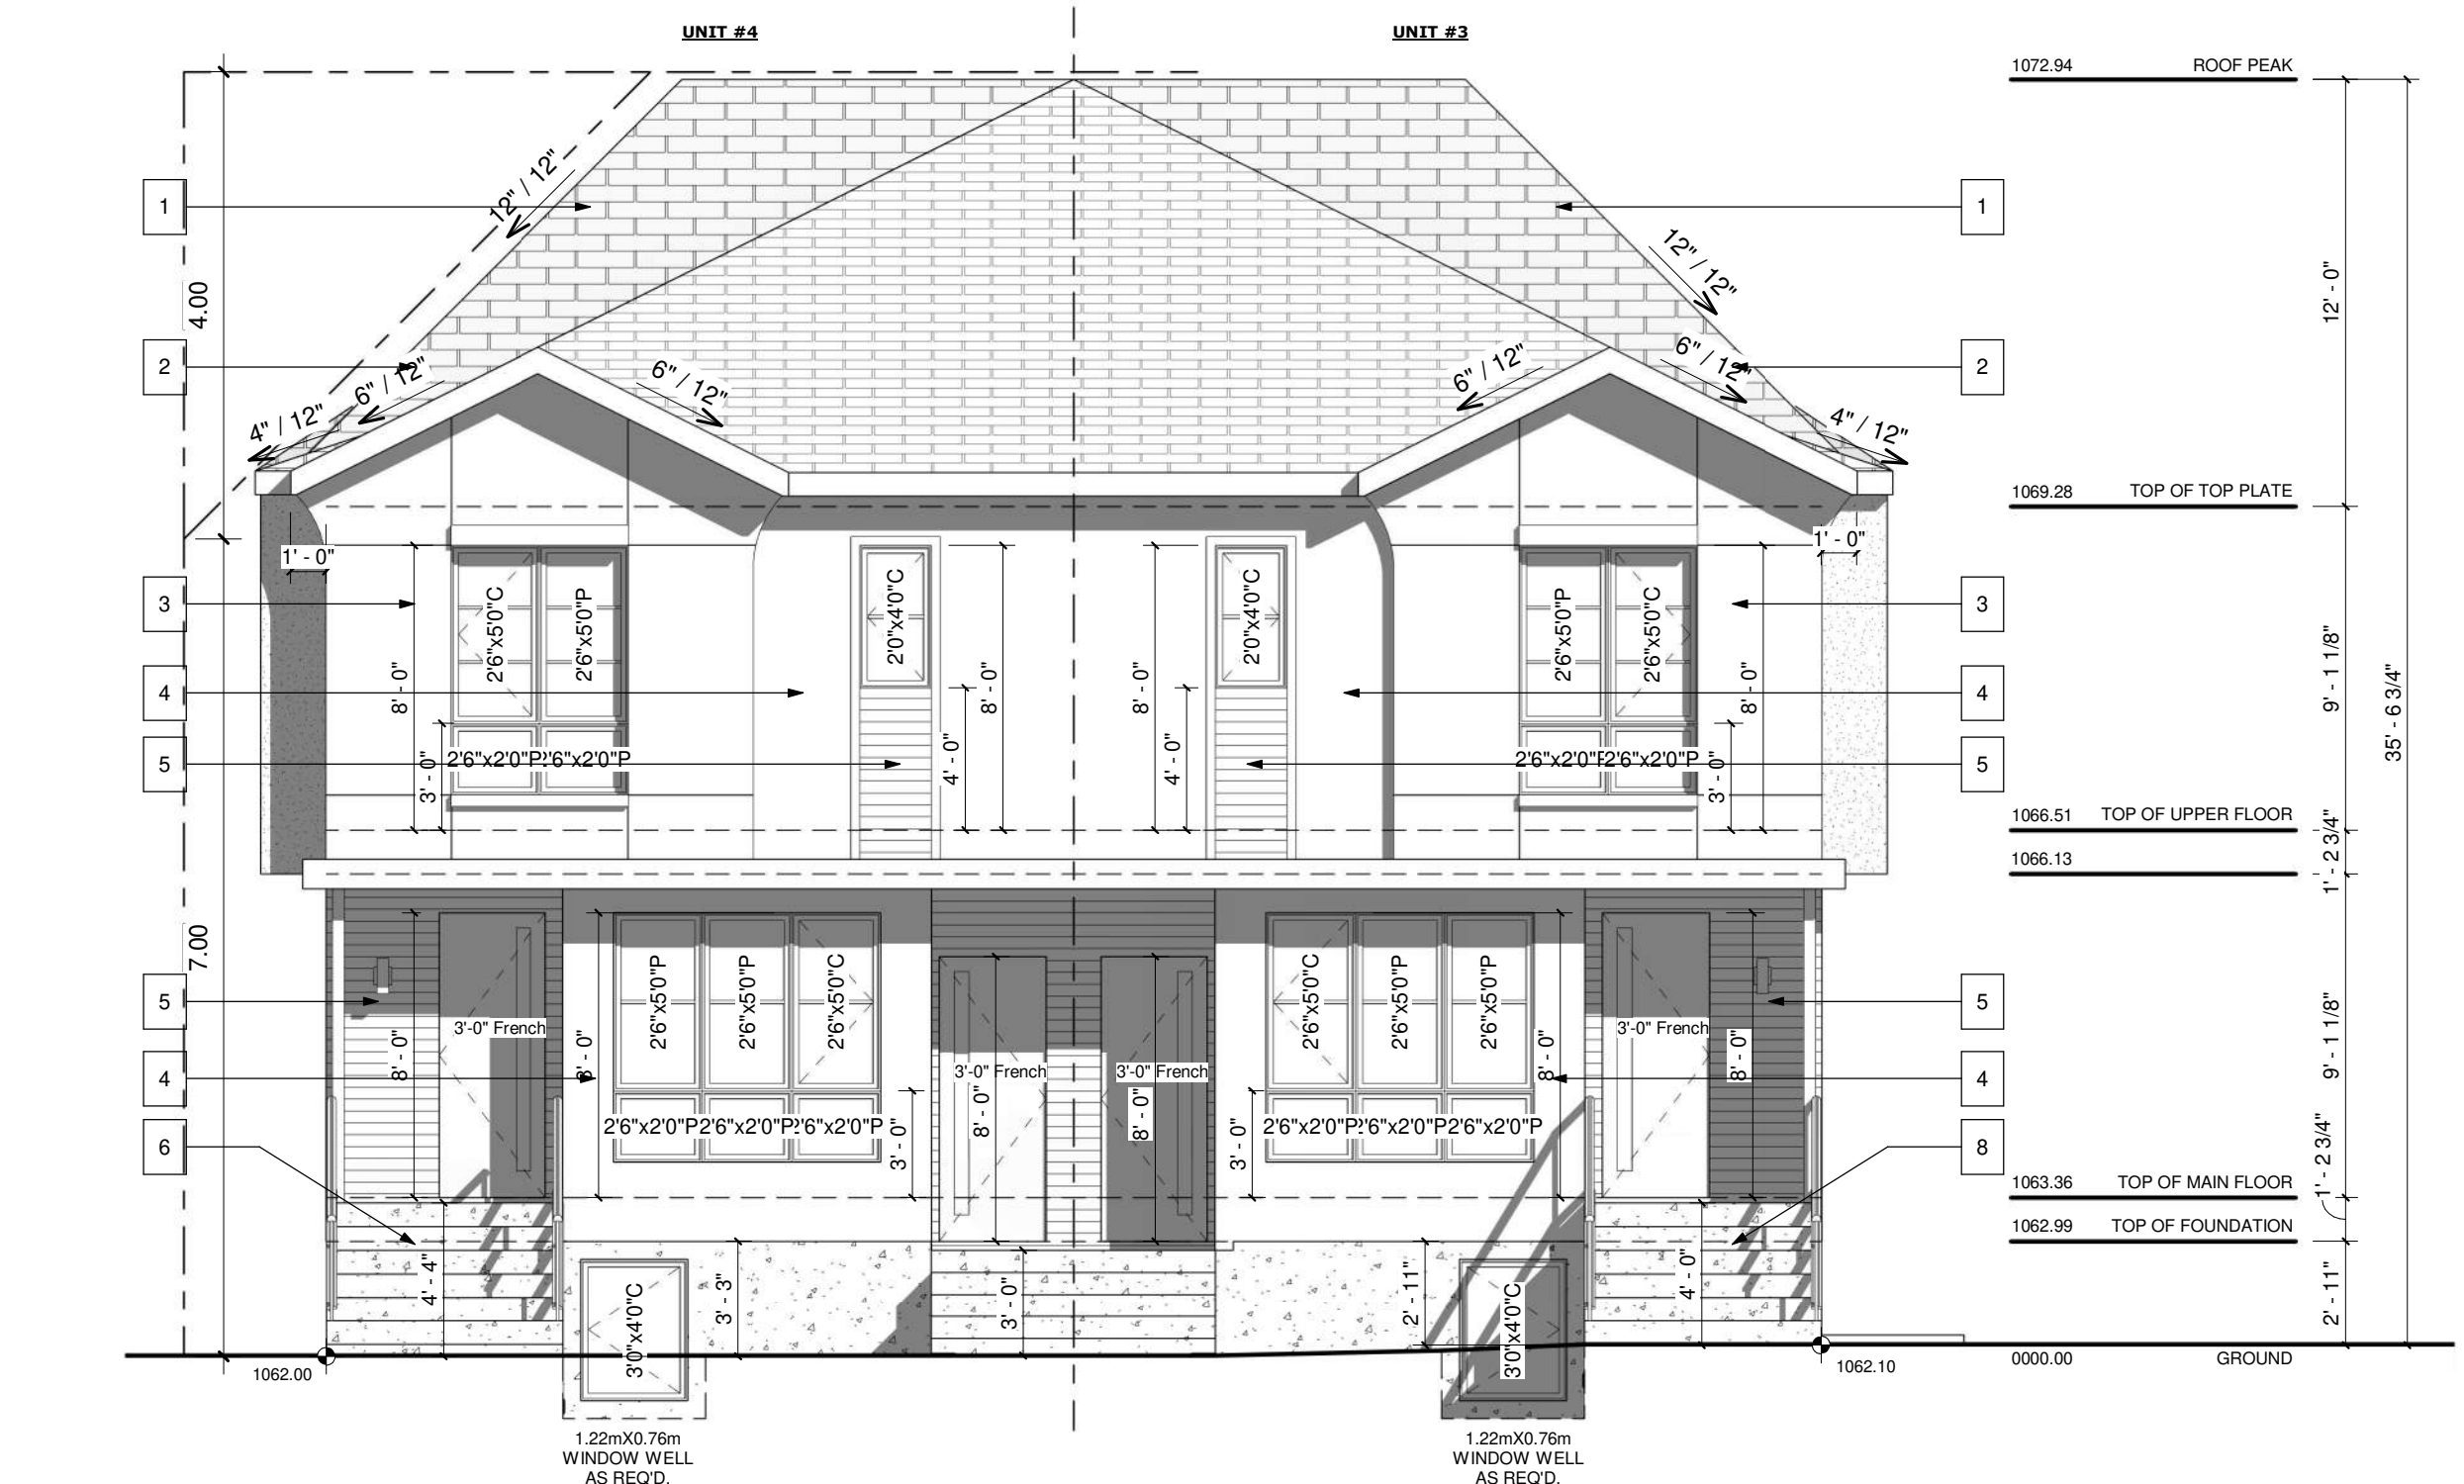 UNIT #4
UNIT #3
1072.94 ROOF PEAK
12" / 12"
12" / 12"
1
1
4.00
12' - 0"
2
2
6" / 12"
6" / 12"
6" / 12"
6" / 12"
4" / 12"
4" / 12"
1069.28 TOP OF TOP PLATE
1' - 0"
1' - 0"
3
3
2'6"x5'0"C
2'6"x5'0"P
2'0"x4'0"C
2'0"x4'0"C
2'6"x5'0"P
2'6"x5'0"C
8' - 0"
8' - 0"
8' - 0"
8' - 0"
9' - 1 1/8"
35' - 6 3/4"
4
4
5
5
3' - 0"
2'6"x2'0"P
2'6"x2'0"P
4' - 0"
4' - 0"
2'6"x2'0"P
2'6"x2'0"P
3' - 0"
1066.51 TOP OF UPPER FLOOR
1' - 2 3/4"
1066.13
7.00
5
5
3'-0" French
2'6"x5'0"P
2'6"x5'0"P
2'6"x5'0"C
2'6"x5'0"C
2'6"x5'0"P
2'6"x5'0"P
3'-0" French
8' - 0"
8' - 0"
3'-0" French
3'-0" French
8' - 0"
8' - 0"
9' - 1 1/8"
4
4
8' - 0"
8' - 0"
2'6"x2'0"P
2'6"x2'0"P
2'6"x2'0"P
3' - 0"
3' - 0"
2'6"x2'0"P
2'6"x2'0"P
2'6"x2'0"P
6
8
1063.36 TOP OF MAIN FLOOR
1' - 2 3/4"
1062.99 TOP OF FOUNDATION
4' - 4"
3' - 3"
3' - 0"
2' - 11"
4' - 0"
2' - 11"
3'0"x4'0"C
3'0"x4'0"C
1062.00
1062.10
0000.00 GROUND
1.22mX0.76m
WINDOW WELL
AS REQ'D.
1.22mX0.76m
WINDOW WELL
AS REQ'D.